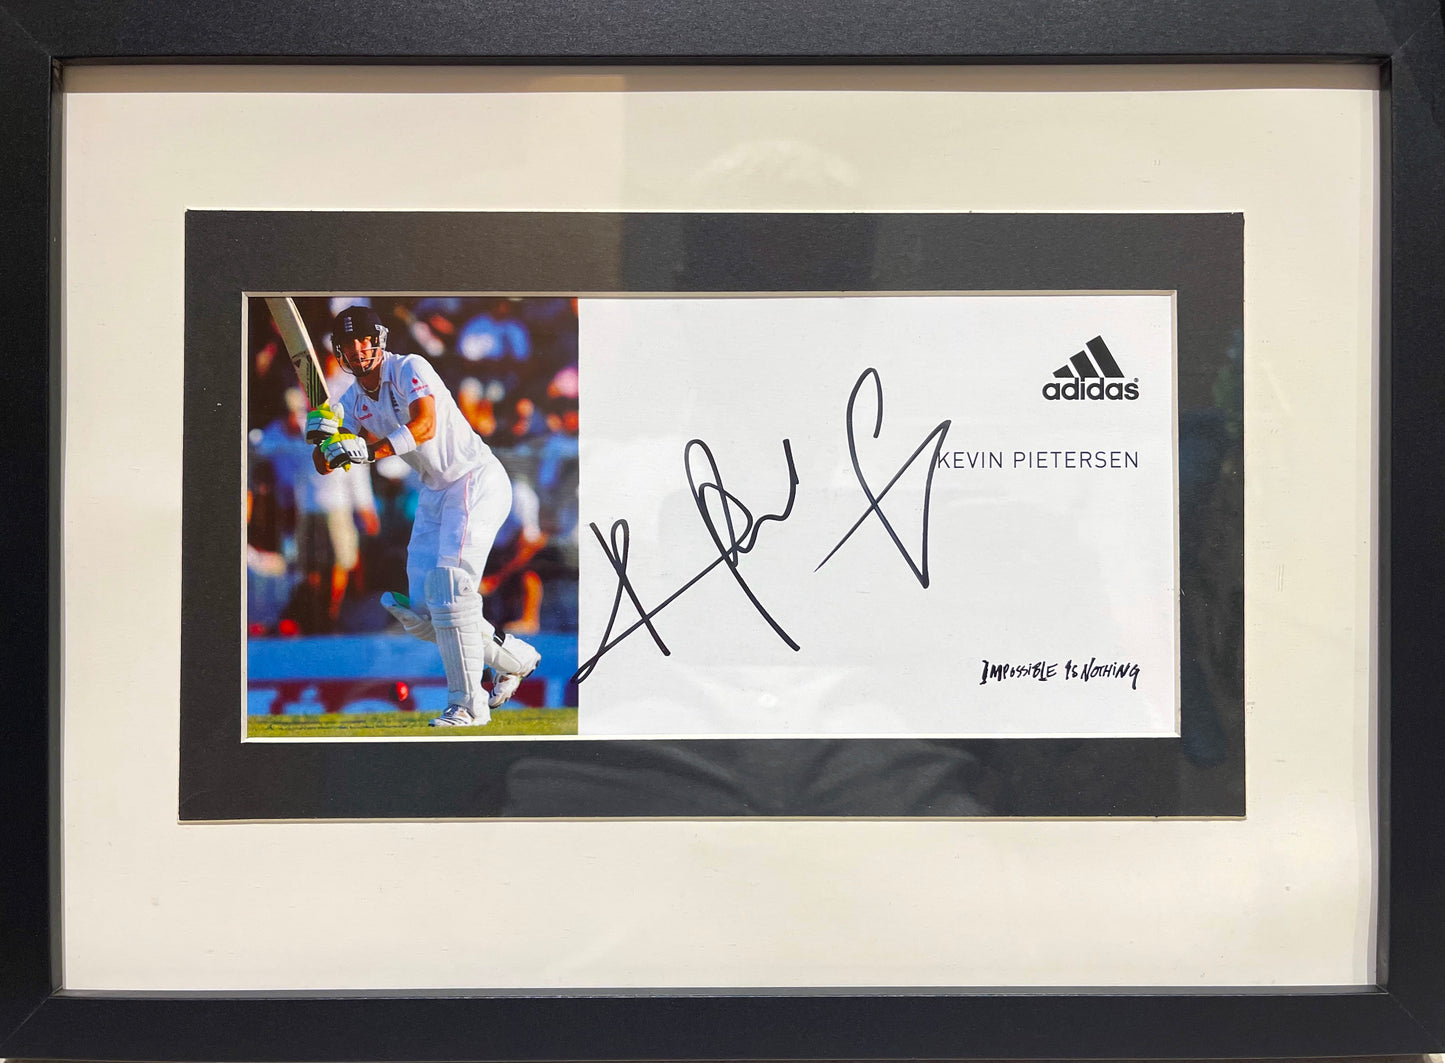 adidas
KEVIN PIETERSEN
IMPOSSIBLE IS NOTHING